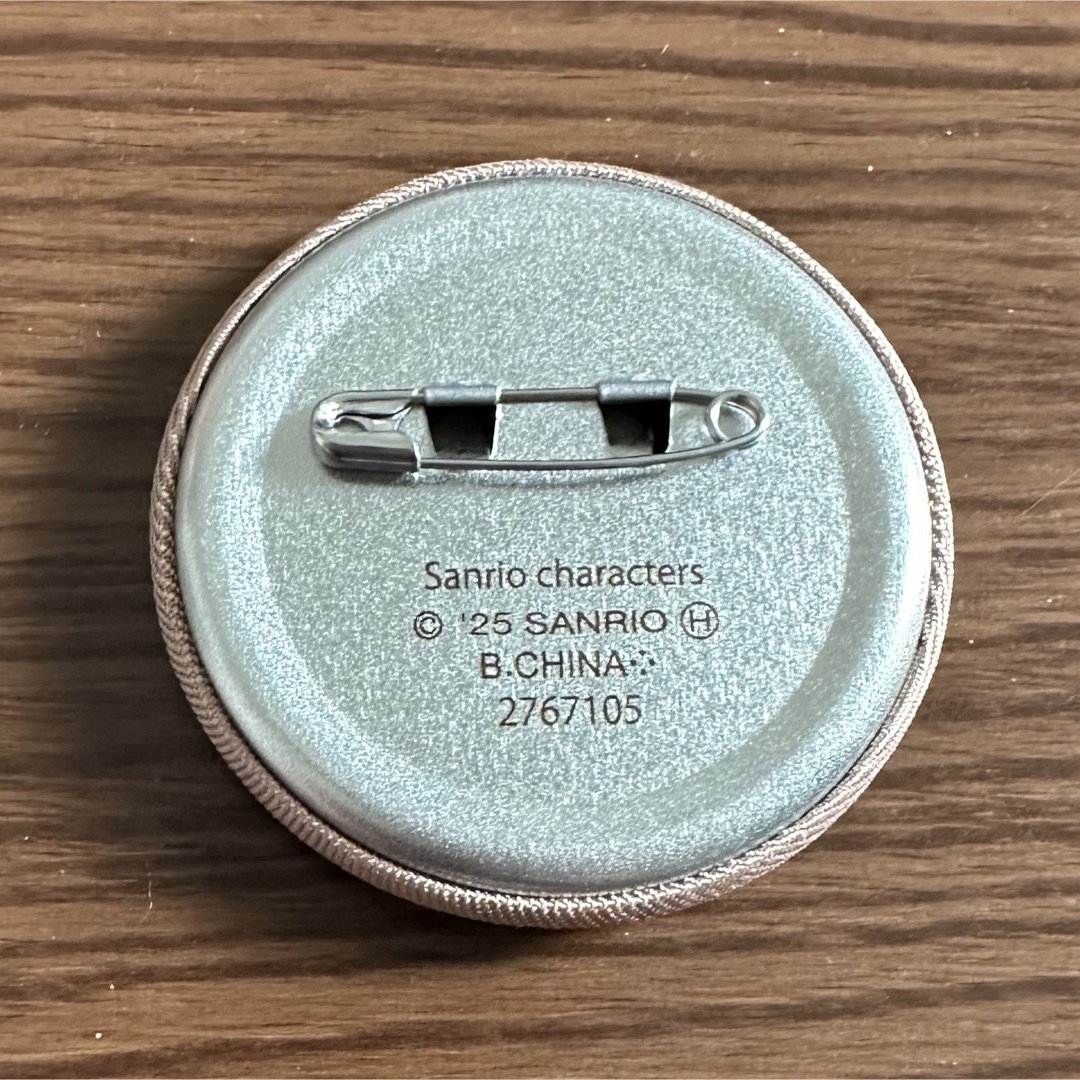 Sanrio characters
© '25 SANRIO Ⓗ
B.CHINA∴
2767105